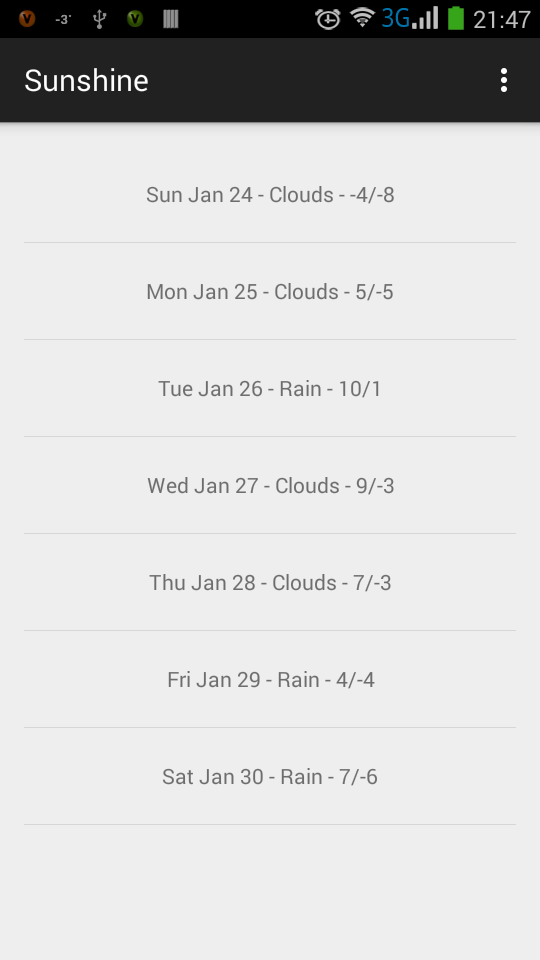 -3° 3G 21:47
Sunshine
Sun Jan 24 - Clouds - -4/-8
Mon Jan 25 - Clouds - 5/-5
Tue Jan 26 - Rain - 10/1
Wed Jan 27 - Clouds - 9/-3
Thu Jan 28 - Clouds - 7/-3
Fri Jan 29 - Rain - 4/-4
Sat Jan 30 - Rain - 7/-6